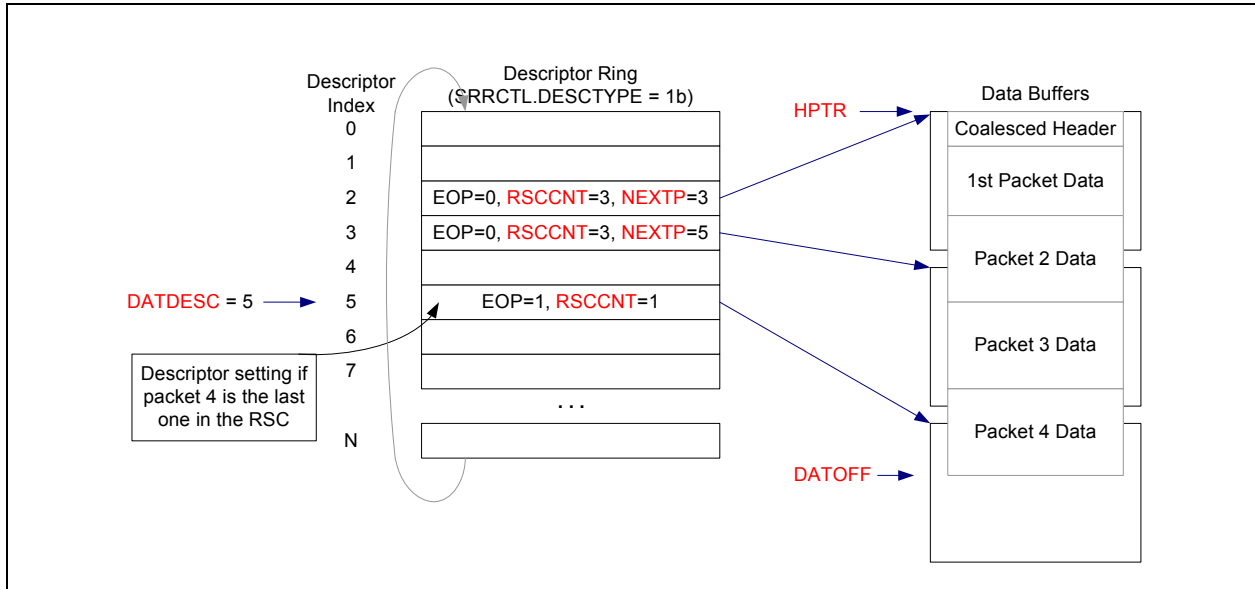 Descriptor
Index
Descriptor Ring
(SRRCTL.DESCTYPE = 1b)
HPTR
Data Buffers
0
Coalesced Header
1
1st Packet Data
2
EOP=0, RSCCNT=3, NEXTP=3
3
EOP=0, RSCCNT=3, NEXTP=5
4
Packet 2 Data
DATDESC = 5
5
EOP=1, RSCCNT=1
6
Packet 3 Data
7
Descriptor setting if
packet 4 is the last
one in the RSC
. . .
N
Packet 4 Data
DATOFF